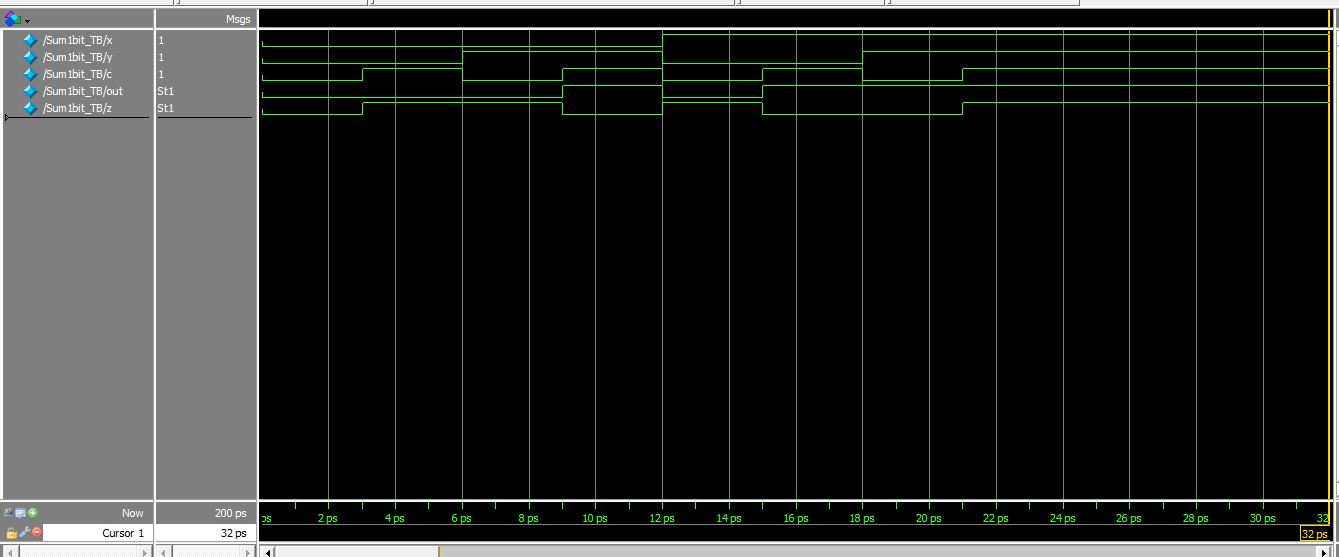 Msgs
/Sum1bit_TB/x 1
/Sum1bit_TB/y 1
/Sum1bit_TB/c 1
/Sum1bit_TB/out St1
/Sum1bit_TB/z St1
Now 200 ps ps 2 ps 4 ps 6 ps 8 ps 10 ps 12 ps 14 ps 16 ps 18 ps 20 ps 22 ps 24 ps 26 ps 28 ps 30 ps 32
Cursor 1 32 ps 32 ps